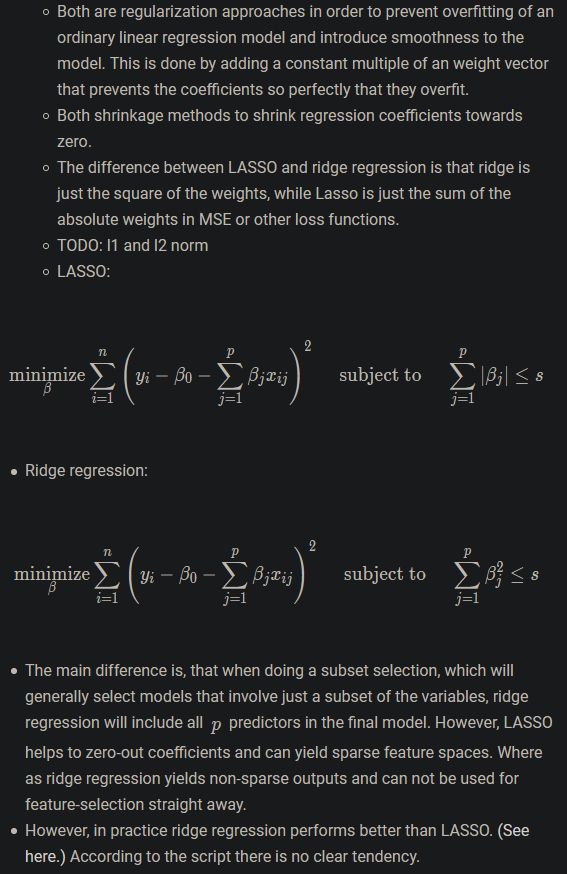 Both are regularization approaches in order to prevent overfitting of an
ordinary linear regression model and introduce smoothness to the
model. This is done by adding a constant multiple of an weight vector
that prevents the coefficients so perfectly that they overfit.
Both shrinkage methods to shrink regression coefficients towards
zero.
The difference between LASSO and ridge regression is that ridge is
just the square of the weights, while Lasso is just the sum of the
absolute weights in MSE or other loss functions.
TODO: l1 and l2 norm
LASSO:
minimize_β ∑_{i=1}^{n} (y_i − β_0 − ∑_{j=1}^{p} β_j x_{ij})^2 subject to ∑_{j=1}^{p} |β_j| ≤ s
Ridge regression:
minimize_β ∑_{i=1}^{n} (y_i − β_0 − ∑_{j=1}^{p} β_j x_{ij})^2 subject to ∑_{j=1}^{p} β_j^2 ≤ s
The main difference is, that when doing a subset selection, which will
generally select models that involve just a subset of the variables, ridge
regression will include all p predictors in the final model. However, LASSO
helps to zero-out coefficients and can yield sparse feature spaces. Where
as ridge regression yields non-sparse outputs and can not be used for
feature-selection straight away.
However, in practice ridge regression performs better than LASSO. (See
here.) According to the script there is no clear tendency.